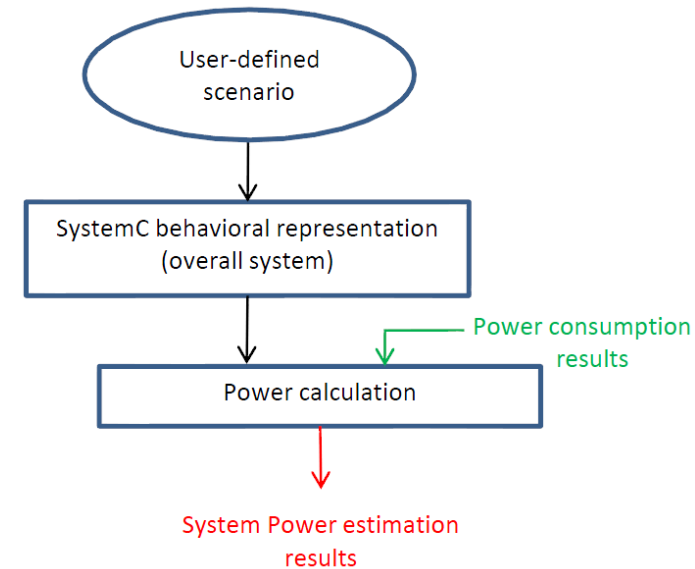 User-defined
scenario
SystemC behavioral representation
(overall system)
Power consumption
results
Power calculation
System Power estimation
results